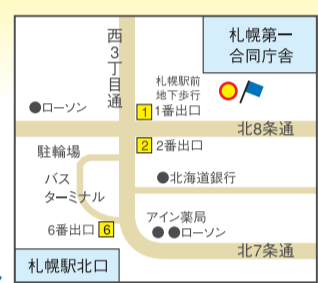 西3丁目通
札幌第一
合同庁舎
札幌駅前
地下歩行
●ローソン
1 1番出口
北8条通
2 2番出口
駐輪場
バス
ターミナル
●北海道銀行
アイン薬局
●●ローソン
6番出口 6
北7条通
札幌駅北口